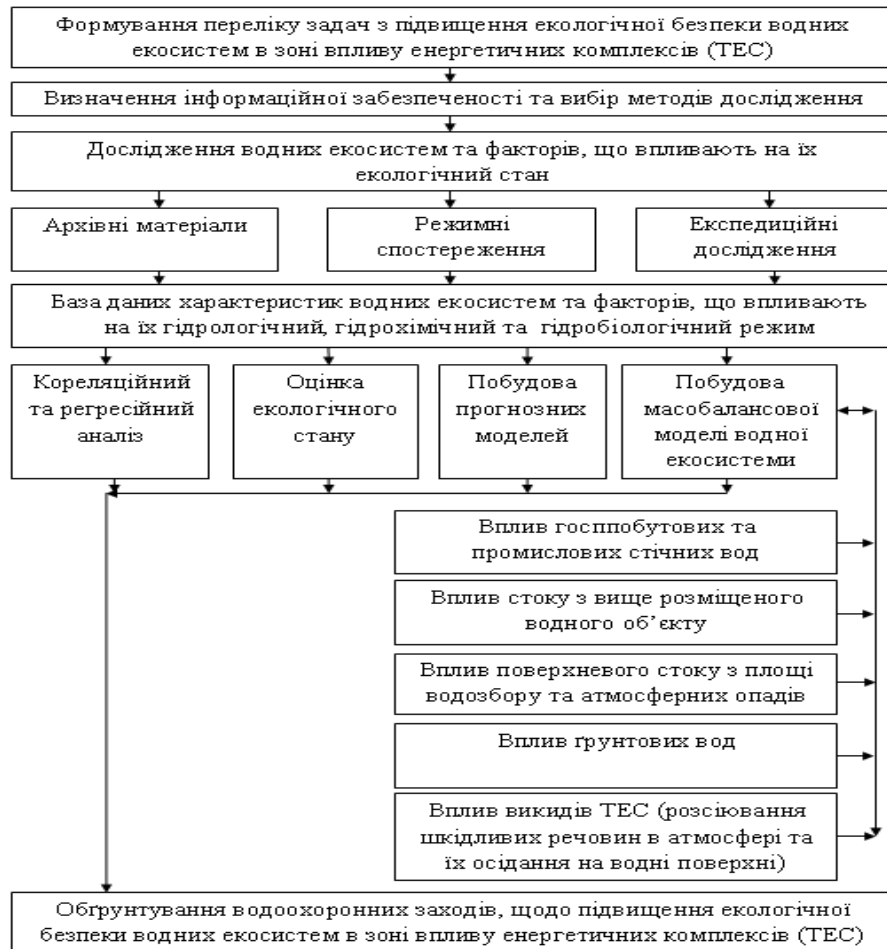 Формування переліку задач з підвищення екологічної безпеки водних
екосистем в зоні впливу енергетичних комплексів (ТЕС)
Визначення інформаційної забезпеченості та вибір методів дослідження
Дослідження водних екосистем та факторів, що впливають на їх
екологічний стан
Архівні матеріали
Режимні
спостереження
Експедиційні
дослідження
База даних характеристик водних екосистем та факторів, що впливають
на їх гідрологічний, гідрохімічний та гідробіологічний режим
Кореляційний
та регресійний
аналіз
Оцінка
екологічного
стану
Побудова
прогнозних
моделей
Побудова
масобалансової
моделі водної
екосистеми
Вплив госппобутових та
промислових стічних вод
Вплив стоку з вище розміщеного
водного об’єкту
Вплив поверхневого стоку з площі
водозбору та атмосферних опадів
Вплив ґрунтових вод
Вплив викидів ТЕС (розсіювання
шкідливих речовин в атмосфері та
їх осідання на водні поверхні)
Обґрунтування водоохоронних заходів, щодо підвищення екологічної
безпеки водних екосистем в зоні впливу енергетичних комплексів (ТЕС)